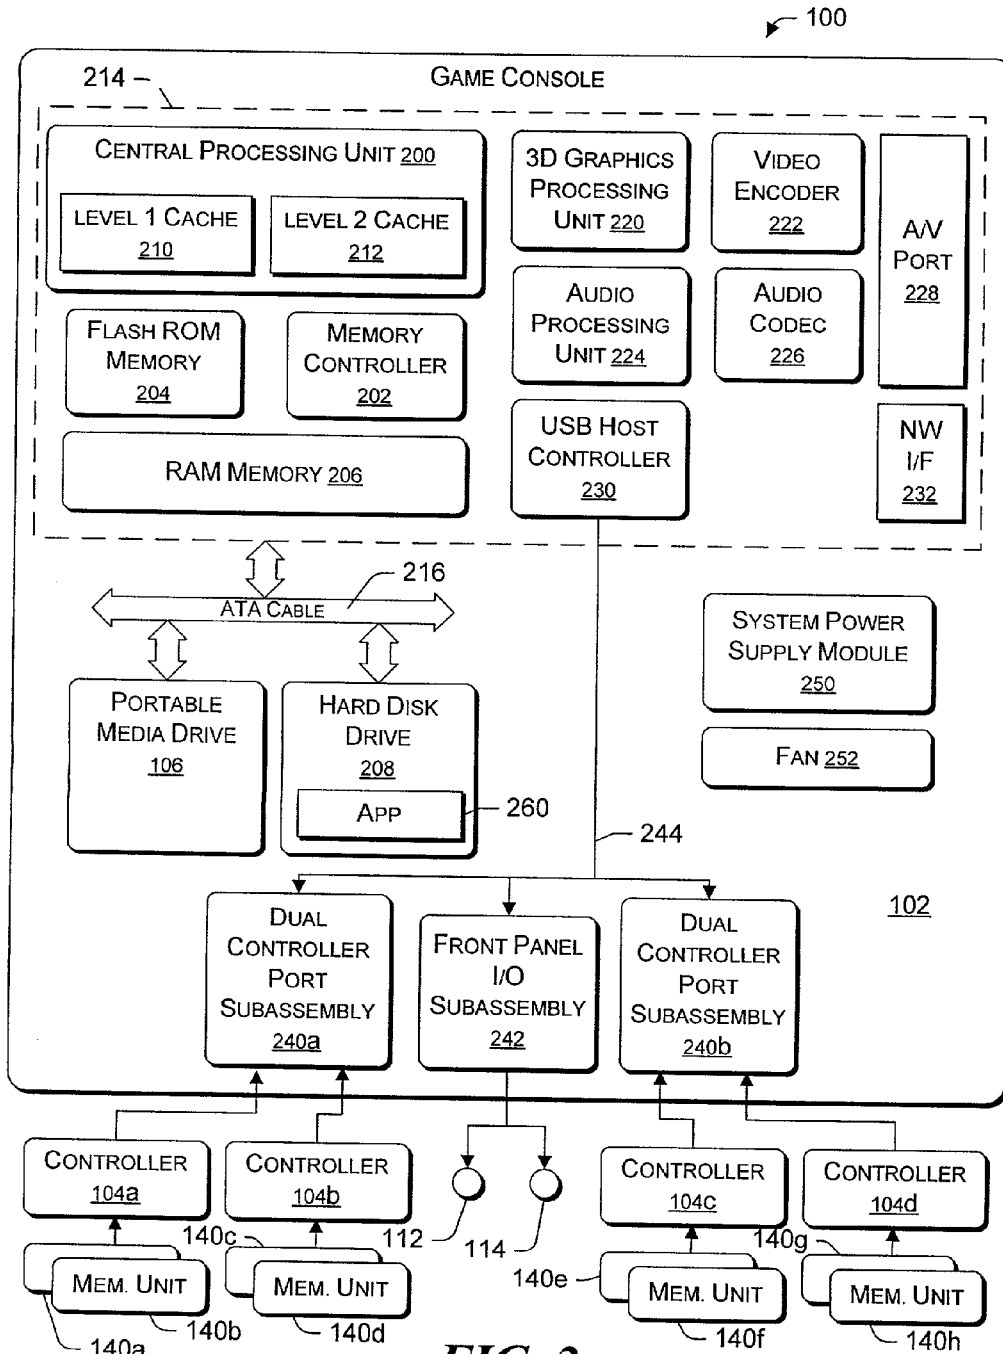 100
GAME CONSOLE
214
CENTRAL PROCESSING UNIT 200
LEVEL 1 CACHE
210
LEVEL 2 CACHE
212
3D GRAPHICS
PROCESSING
UNIT 220
VIDEO
ENCODER
222
A/V
PORT
228
FLASH ROM
MEMORY
204
MEMORY
CONTROLLER
202
AUDIO
PROCESSING
UNIT 224
AUDIO
CODEC
226
RAM MEMORY 206
USB HOST
CONTROLLER
230
NW
I/F
232
216
ATA CABLE
SYSTEM POWER
SUPPLY MODULE
250
PORTABLE
MEDIA DRIVE
106
HARD DISK
DRIVE
208
APP
260
FAN 252
244
102
DUAL
CONTROLLER
PORT
SUBASSEMBLY
240a
FRONT PANEL
I/O
SUBASSEMBLY
242
DUAL
CONTROLLER
PORT
SUBASSEMBLY
240b
CONTROLLER
104a
CONTROLLER
104b
CONTROLLER
104c
CONTROLLER
104d
112
114
140c
140e
140g
MEM. UNIT
MEM. UNIT
MEM. UNIT
MEM. UNIT
140a
140b
140d
140f
140h